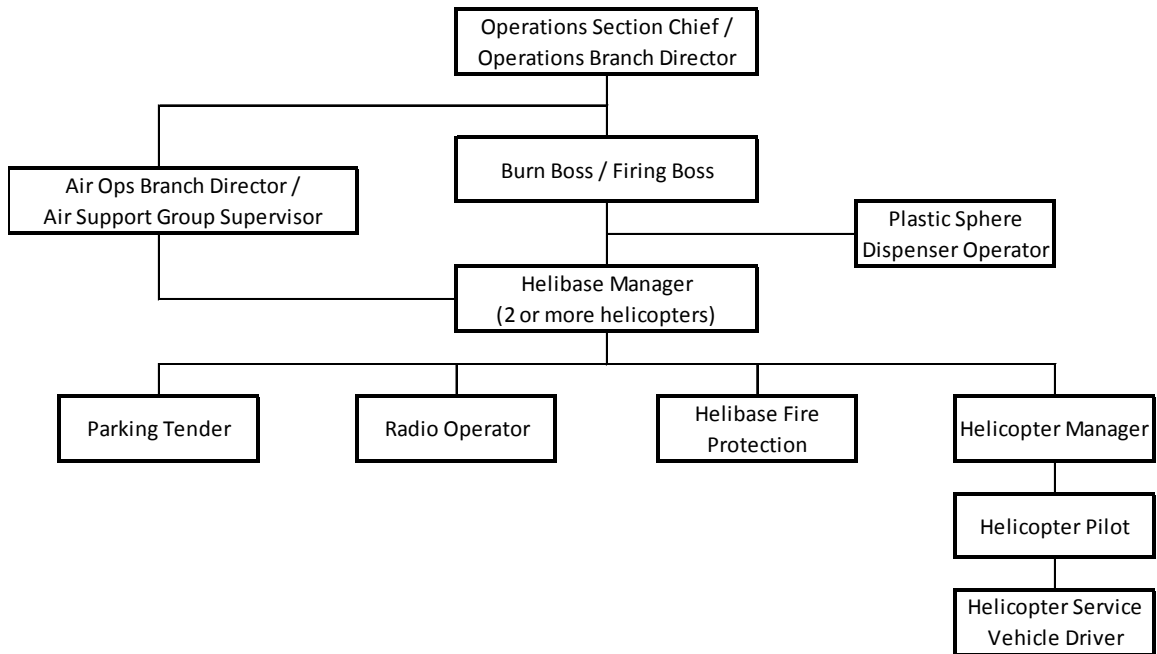 Operations Section Chief /
Operations Branch Director
Burn Boss / Firing Boss
Air Ops Branch Director /
Air Support Group Supervisor
Plastic Sphere
Dispenser Operator
Helibase Manager
(2 or more helicopters)
Parking Tender
Radio Operator
Helibase Fire
Protection
Helicopter Manager
Helicopter Pilot
Helicopter Service
Vehicle Driver